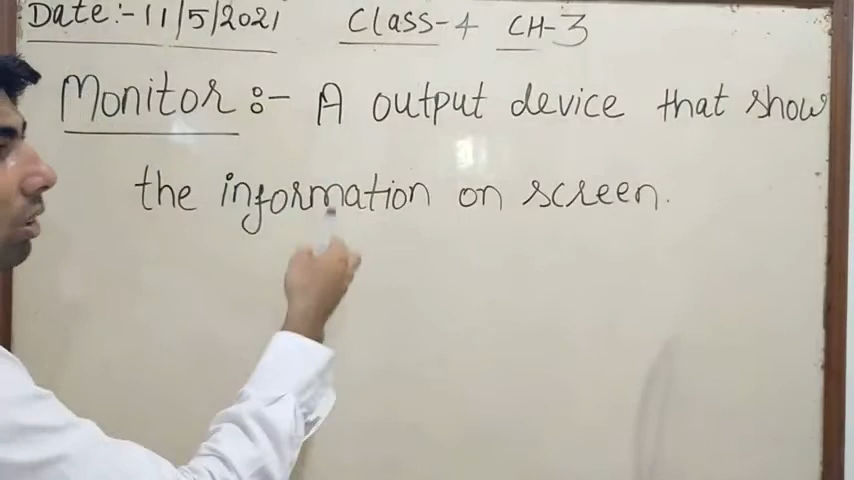 Date:-11/5/2021 Class-4 CH-3
Monitor :- A output device that show
the information on screen.